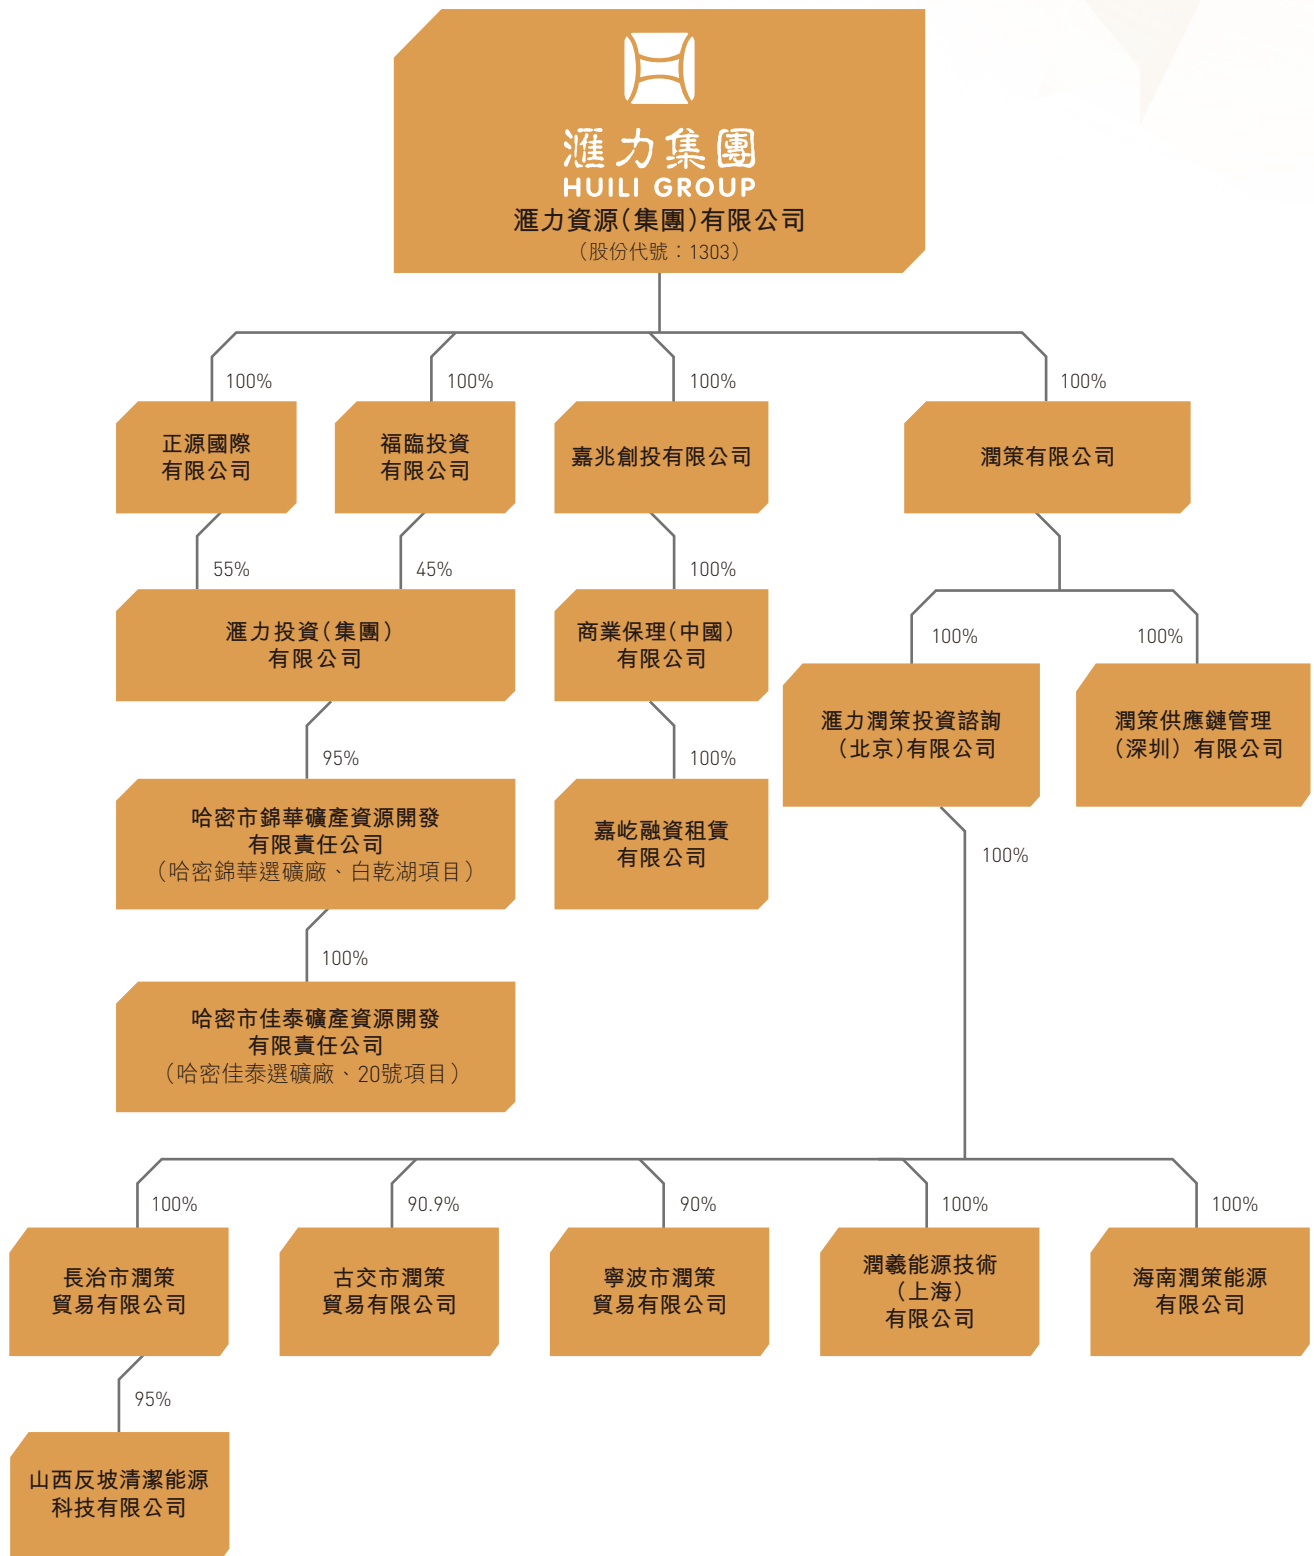 滙力集團
HUILI GROUP
滙力資源(集團)有限公司
（股份代號：1303）
100%
100%
100%
100%
正源國際
有限公司
福臨投資
有限公司
嘉兆創投有限公司
潤策有限公司
55%
45%
100%
滙力投資(集團)
有限公司
商業保理(中國)
有限公司
100%
100%
滙力潤策投資諮詢
（北京)有限公司
潤策供應鏈管理
（深圳）有限公司
95%
100%
哈密市錦華礦產資源開發
有限責任公司
（哈密錦華選礦廠、白乾湖項目）
嘉屹融資租賃
有限公司
100%
100%
哈密市佳泰礦產資源開發
有限責任公司
（哈密佳泰選礦廠、20號項目）
100%
90.9%
90%
100%
100%
長治市潤策
貿易有限公司
古交市潤策
貿易有限公司
寧波市潤策
貿易有限公司
潤羲能源技術
（上海）
有限公司
海南潤策能源
有限公司
95%
山西反坡清潔能源
科技有限公司